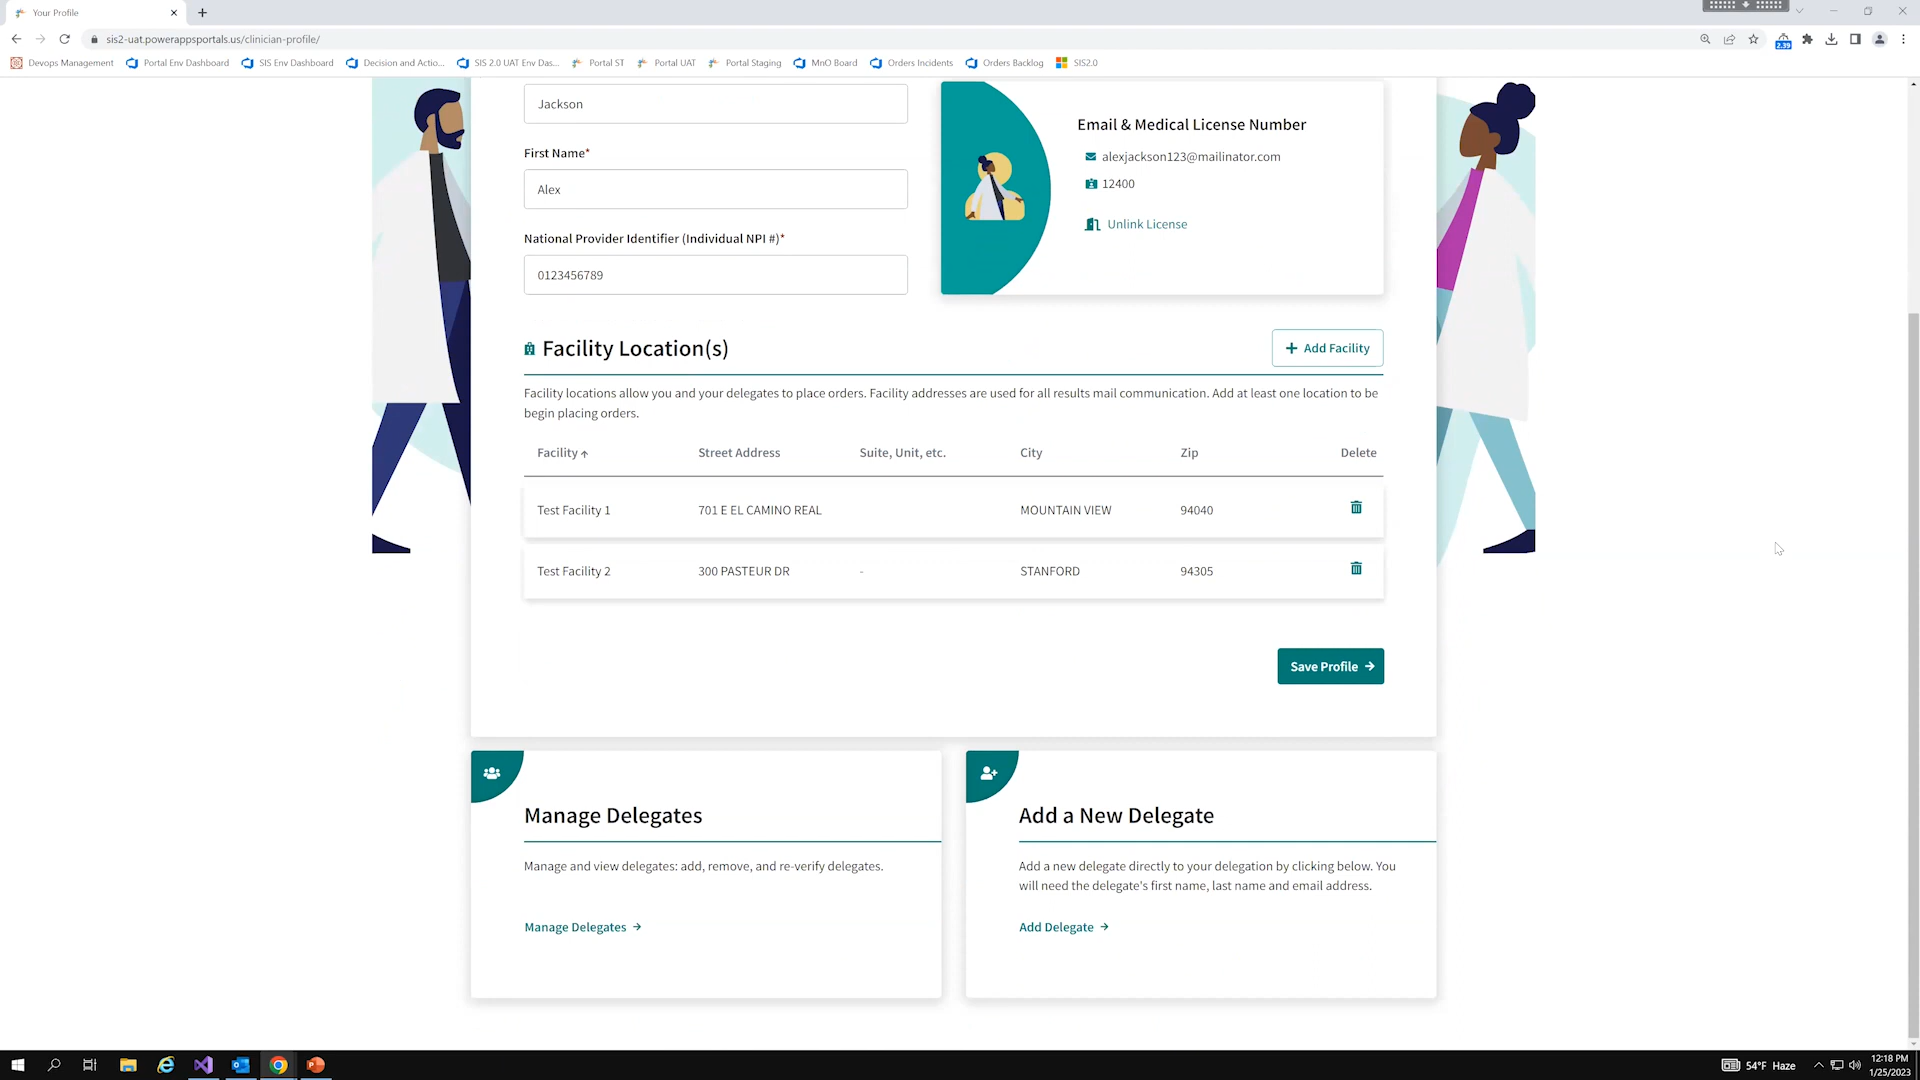 Your Profile
sis2-uat.powerappsportals.us/clinician-profile/
2.39
Devops Management
Portal Env Dashboard
SIS Env Dashboard
Decision and Actio...
SIS 2.0 UAT Env Das...
Portal ST
Portal UAT
Portal Staging
MnO Board
Orders Incidents
Orders Backlog
SIS2.0
Jackson
First Name*
Alex
National Provider Identifier (Individual NPI #)*
0123456789
Email & Medical License Number
alexjackson123@mailinator.com
12400
Unlink License
Facility Location(s)
Add Facility
Facility locations allow you and your delegates to place orders. Facility addresses are used for all results mail communication. Add at least one location to be
begin placing orders.
Facility Street Address Suite, Unit, etc. City Zip Delete
Test Facility 1 701 E EL CAMINO REAL MOUNTAIN VIEW 94040
Test Facility 2 300 PASTEUR DR - STANFORD 94305
Save Profile
Manage Delegates
Manage and view delegates: add, remove, and re-verify delegates.
Manage Delegates
Add a New Delegate
Add a new delegate directly to your delegation by clicking below. You
will need the delegate's first name, last name and email address.
Add Delegate
54°F Haze
12:18 PM
1/25/2023